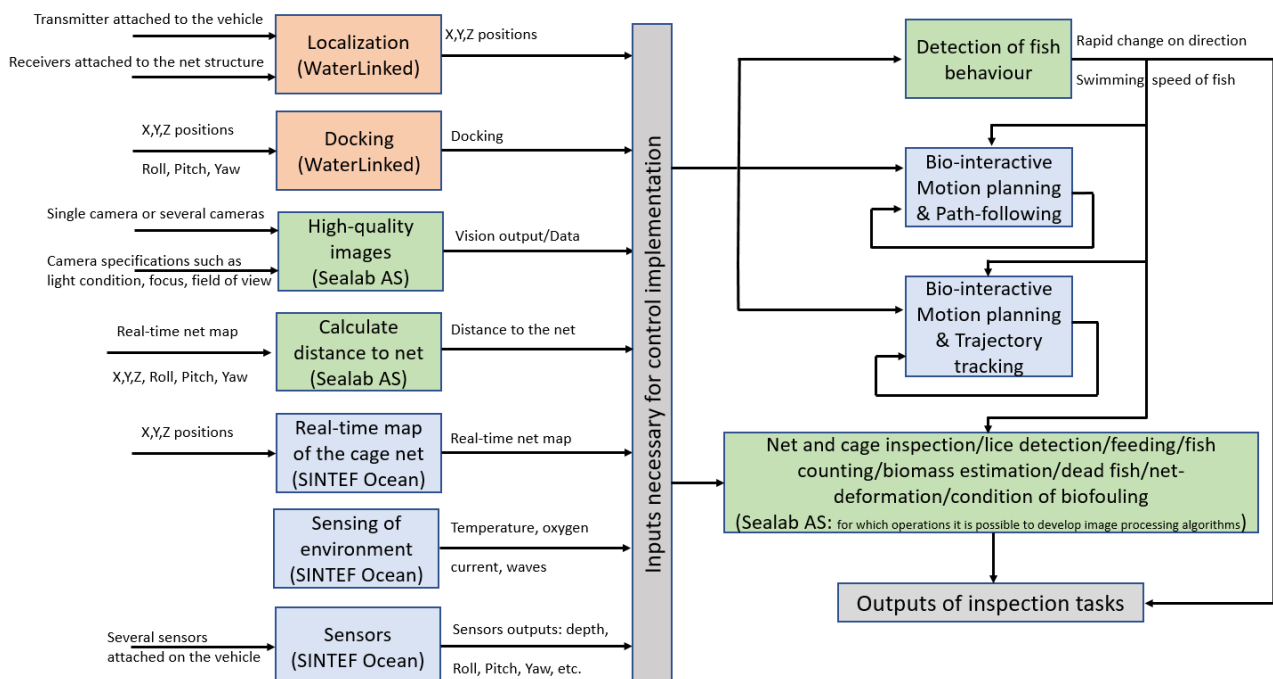 Transmitter attached to the vehicle
Receivers attached to the net structure
Localization
(WaterLinked)
X,Y,Z positions
X,Y,Z positions
Roll, Pitch, Yaw
Docking
(WaterLinked)
Docking
Single camera or several cameras
Camera specifications such as
light condition, focus, field of view
High-quality
images
(Sealab AS)
Vision output/Data
Real-time net map
X,Y,Z, Roll, Pitch, Yaw
Calculate
distance to net
(Sealab AS)
Distance to the net
X,Y,Z positions
Real-time map
of the cage net
(SINTEF Ocean)
Real-time net map
Sensing of
environment
(SINTEF Ocean)
Temperature, oxygen
current, waves
Several sensors
attached on the vehicle
Sensors
(SINTEF Ocean)
Sensors outputs: depth,
Roll, Pitch, Yaw, etc.
Inputs necessary for control implementation
Detection of fish
behaviour
Rapid change on direction
Swimming speed of fish
Bio-interactive
Motion planning
& Path-following
Bio-interactive
Motion planning
& Trajectory
tracking
Net and cage inspection/lice detection/feeding/fish
counting/biomass estimation/dead fish/net-
deformation/condition of biofouling
(Sealab AS: for which operations it is possible to develop image processing algorithms)
Outputs of inspection tasks